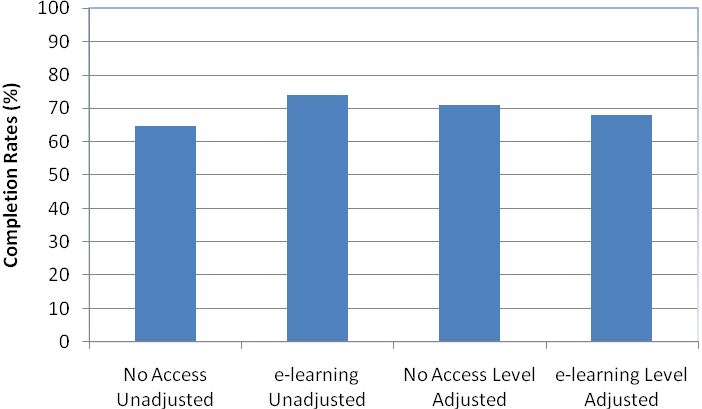 Completion Rates (%)
100
90
80
70
60
50
40
30
20
10
0
No Access
Unadjusted
e-learning
Unadjusted
No Access Level
Adjusted
e-learning Level
Adjusted